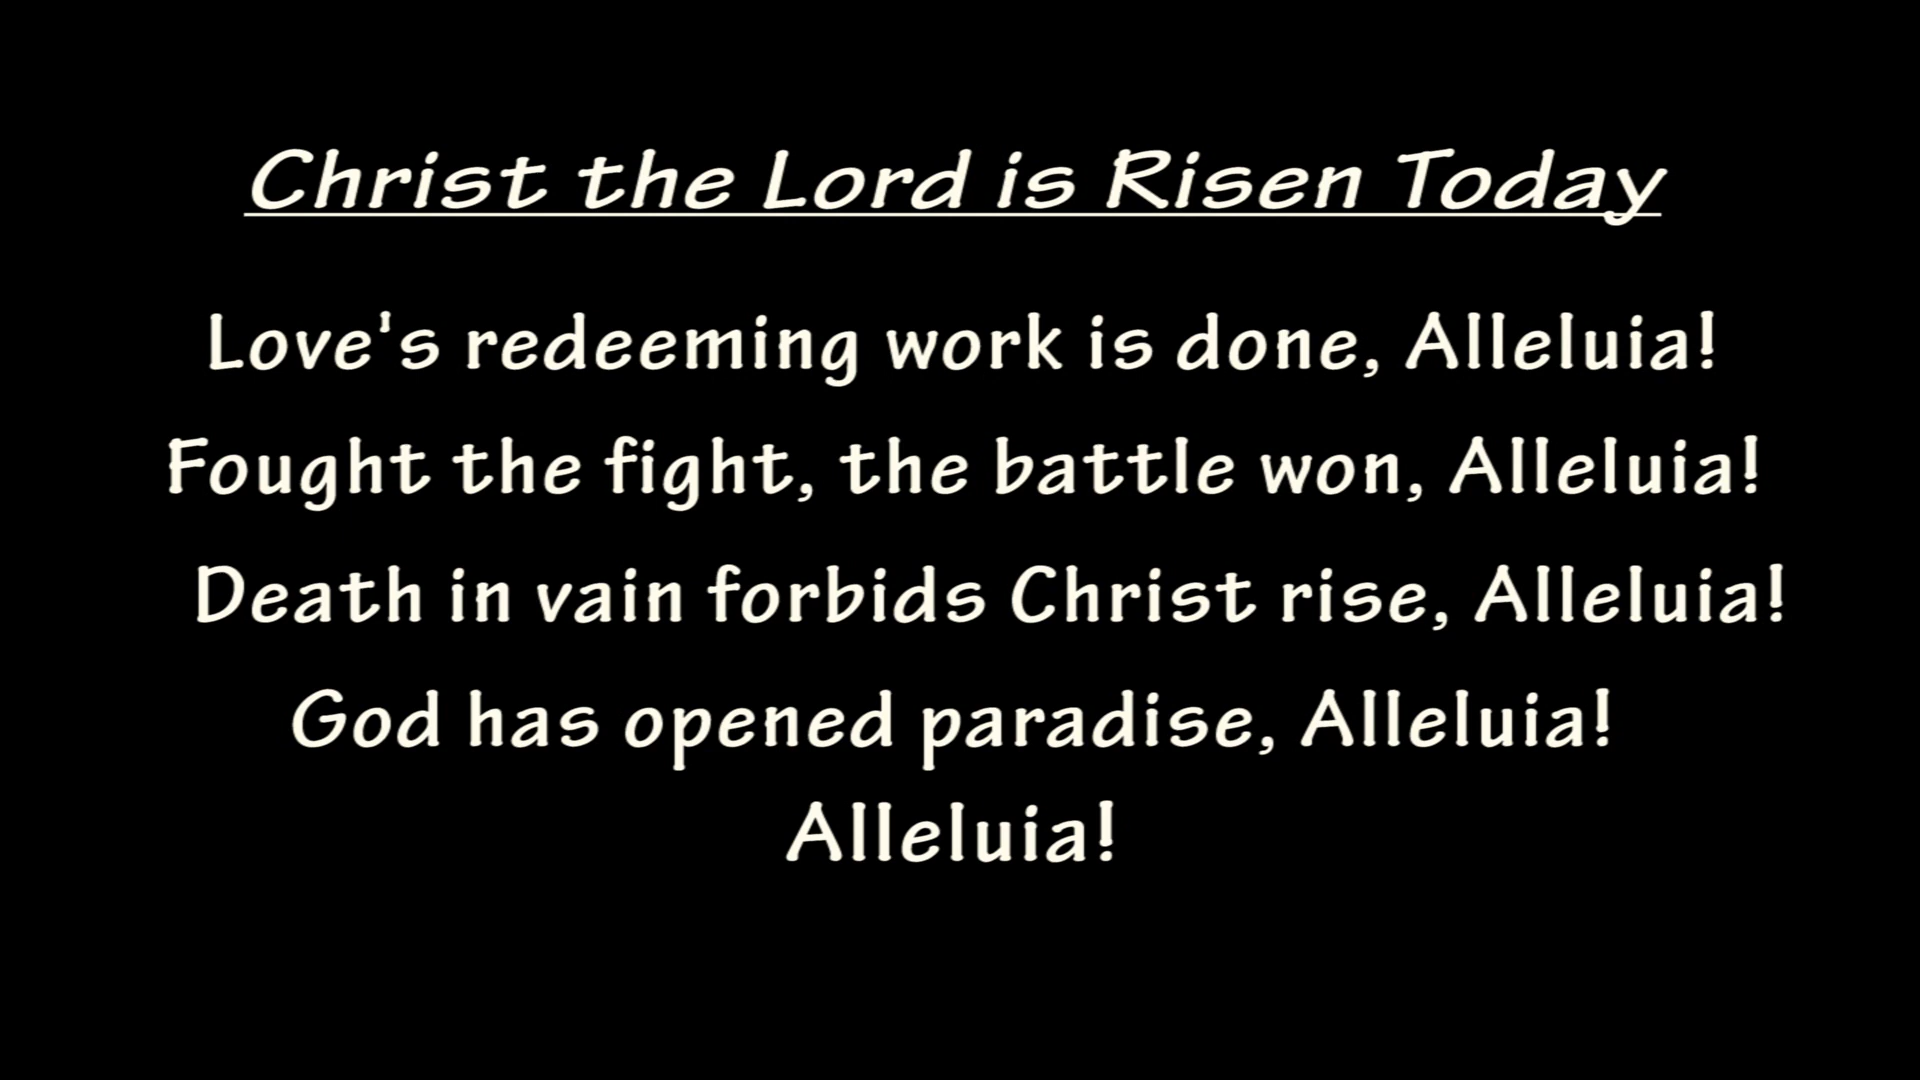 Christ the Lord is Risen Today
Love's redeeming work is done, Alleluia!
Fought the fight, the battle won, Alleluia!
Death in vain forbids Christ rise, Alleluia!
God has opened paradise, Alleluia!
Alleluia!